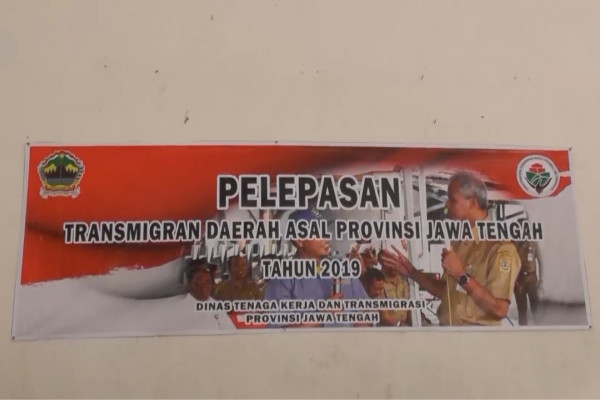 PELEPASAN
TRANSMIGRAN DAERAH ASAL PROVINSI JAWA TENGAH
TAHUN 2019
DINAS TENAGA KERJA DAN TRANSMIGRASI
PROVINSI JAWA TENGAH